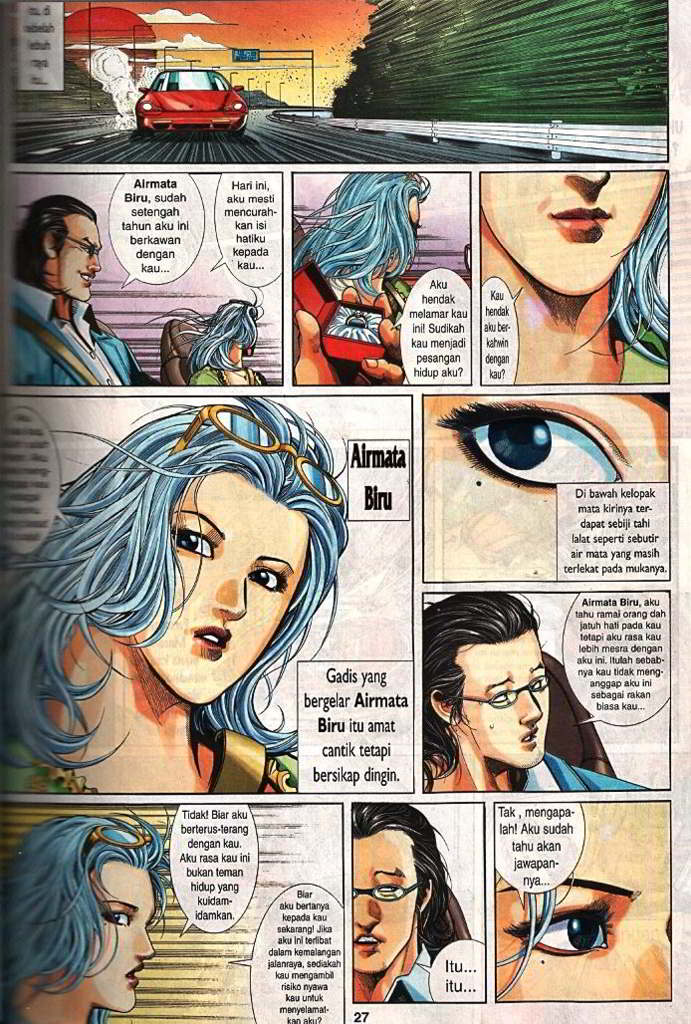 itu, di
sebelah
lebuh
raya
itu...
Airmata
Biru, sudah
setengah
tahun aku ini
berkawan
dengan
kau...
Hari ini,
aku mesti
mencurah-
kan isi
hatiku
kepada
kau...
Aku
hendak
melamar kau
ini! Sudikah
kau menjadi
pesangan
hidup aku?
Kau
hendak
aku ber-
kahwin
dengan
kau?
Airmata
Biru
Di bawah kelopak
mata kirinya ter-
dapat sebiji tahi
lalat seperti sebutir
air mata yang masih
terlekat pada mukanya.
Gadis yang
bergelar Airmata
Biru itu amat
cantik tetapi
bersikap dingin.
Airmata Biru, aku
tahu ramai orang dah
jatuh hati pada kau
tetapi aku rasa kau
lebih mesra dengan
aku ini. Itulah sebab-
nya kau tidak meng-
anggap aku ini
sebagai rakan
biasa kau...
Tidak! Biar aku
berterus-terang
dengan kau.
Aku rasa kau ini
bukan teman
hidup yang
kuidam-
idamkan.
Biar
aku bertanya
kepada kau
sekarang! Jika
aku ini terlibat
dalam kemalangan
jalanraya, sediakah
kau mengambil
risiko nyawa
kau untuk
menyelamat-
kan aku?
Itu...
itu...
Tak , mengapa-
lah! Aku sudah
tahu akan
jawapan-
nya...
27